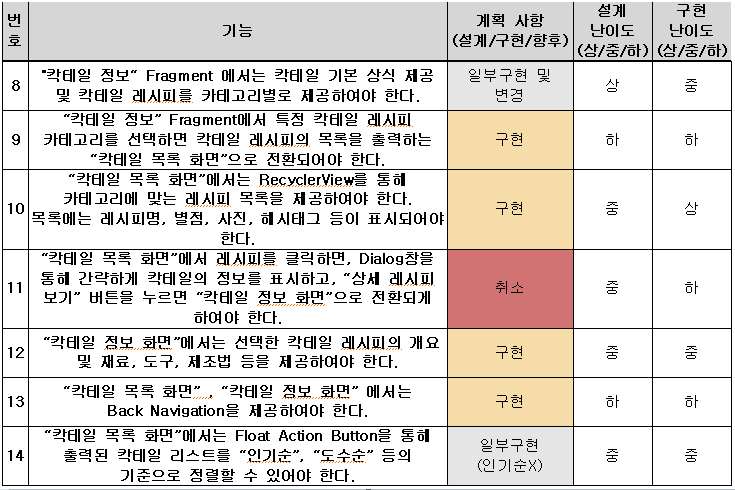 번
호
기능
계획 사항
(설계/구현/향후)
설계
난이도
(상/중/하)
구현
난이도
(상/중/하)
8
"칵테일 정보“ Fragment 에서는 칵테일 기본 상식 제공
및 칵테일 레시피를 카테고리별로 제공하여야 한다.
일부구현 및
변경
상
중
9
“칵테일 정보” Fragment에서 특정 칵테일 레시피
카테고리를 선택하면 칵테일 레시피의 목록을 출력하는
“칵테일 목록 화면”으로 전환되어야 한다.
구현
하
하
10
“칵테일 목록 화면”에서는 RecyclerView를 통해
카테고리에 맞는 레시피 목록을 제공하여야 한다.
목록에는 레시피명, 별점, 사진, 해시태그 등이 표시되어야
한다.
구현
중
상
11
“칵테일 목록 화면”에서 레시피를 클릭하면, Dialog창을
통해 간략하게 칵테일의 정보를 표시하고, “상세 레시피
보기” 버튼을 누르면 “칵테일 정보 화면”으로 전환되게
하여야 한다.
취소
중
하
12
“칵테일 정보 화면”에서는 선택한 칵테일 레시피의 개요
및 재료, 도구, 제조법 등을 제공하여야 한다.
구현
중
중
13
“칵테일 목록 화면” , “칵테일 정보 화면” 에서는
Back Navigation을 제공하여야 한다.
구현
하
하
14
“칵테일 목록 화면”에서는 Float Action Button을 통해
출력된 칵테일 리스트를 “인기순”, “도수순” 등의
기준으로 정렬할 수 있어야 한다.
일부구현
(인기순X)
중
중